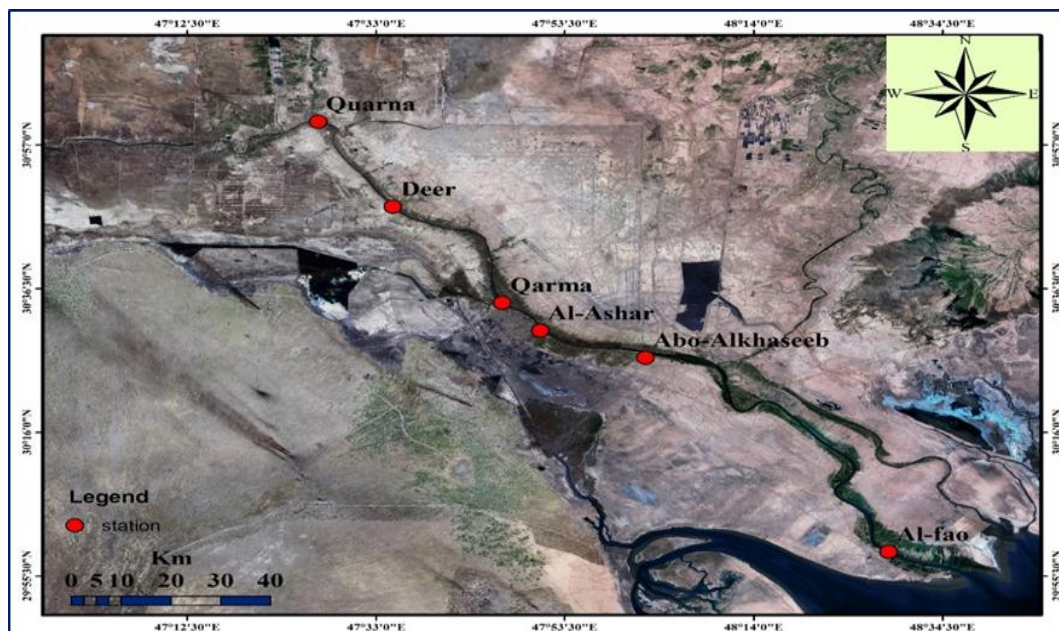 47°12'30"E 47°33'0"E 47°53'30"E 48°14'0"E 48°34'30"E
N
W E
S
Quarna
30°57'0"N 30°57'0"N
Deer
30°36'30"N 30°36'30"N
Qarma
Al-Ashar
Abo-Alkhaseeb
30°16'0"N 30°16'0"N
Legend
station
Al-fao
Km
0 5 10 20 30 40
29°55'30"N 29°55'30"N
47°12'30"E 47°33'0"E 47°53'30"E 48°14'0"E 48°34'30"E